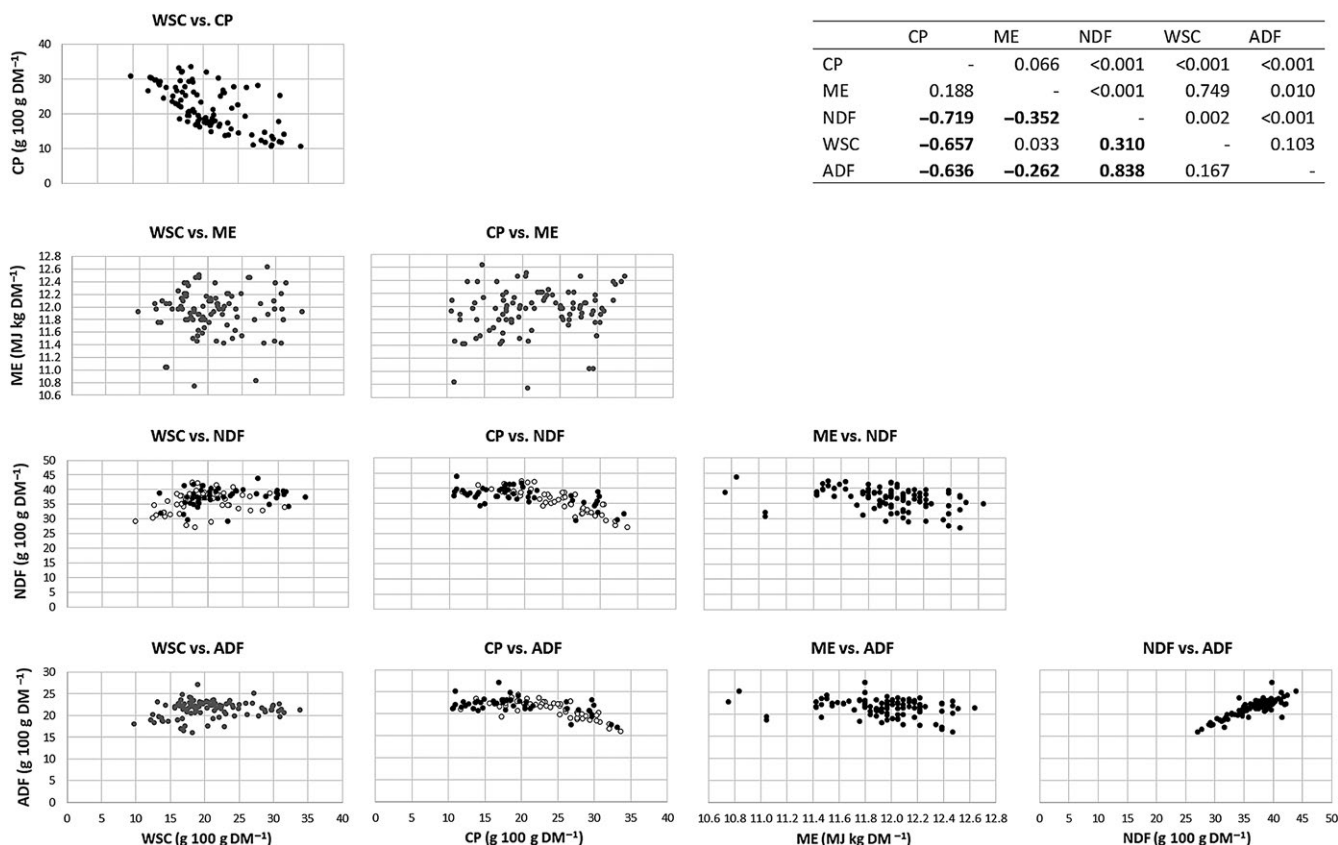 WSC vs. CP
CP (g 100 g DM⁻¹)
40
30
20
10
0
CP ME NDF WSC ADF
CP - 0.066 <0.001 <0.001 <0.001
ME 0.188 - <0.001 0.749 0.010
NDF −0.719 −0.352 - 0.002 <0.001
WSC −0.657 0.033 0.310 - 0.103
ADF −0.636 −0.262 0.838 0.167 -
WSC vs. ME
CP vs. ME
ME (MJ kg DM⁻¹)
12.8
12.6
12.4
12.2
12.0
11.8
11.6
11.4
11.2
11.0
10.8
10.6
WSC vs. NDF
CP vs. NDF
ME vs. NDF
NDF (g 100 g DM⁻¹)
50
45
40
35
30
25
20
15
10
5
0
WSC vs. ADF
CP vs. ADF
ME vs. ADF
NDF vs. ADF
ADF (g 100 g DM⁻¹)
30
25
20
15
10
5
0
0 5 10 15 20 25 30 35 40
WSC (g 100 g DM⁻¹)
0 5 10 15 20 25 30 35 40
CP (g 100 g DM⁻¹)
10.6 10.8 11.0 11.2 11.4 11.6 11.8 12.0 12.2 12.4 12.6 12.8
ME (MJ kg DM⁻¹)
0 5 10 15 20 25 30 35 40 45 50
NDF (g 100 g DM⁻¹)